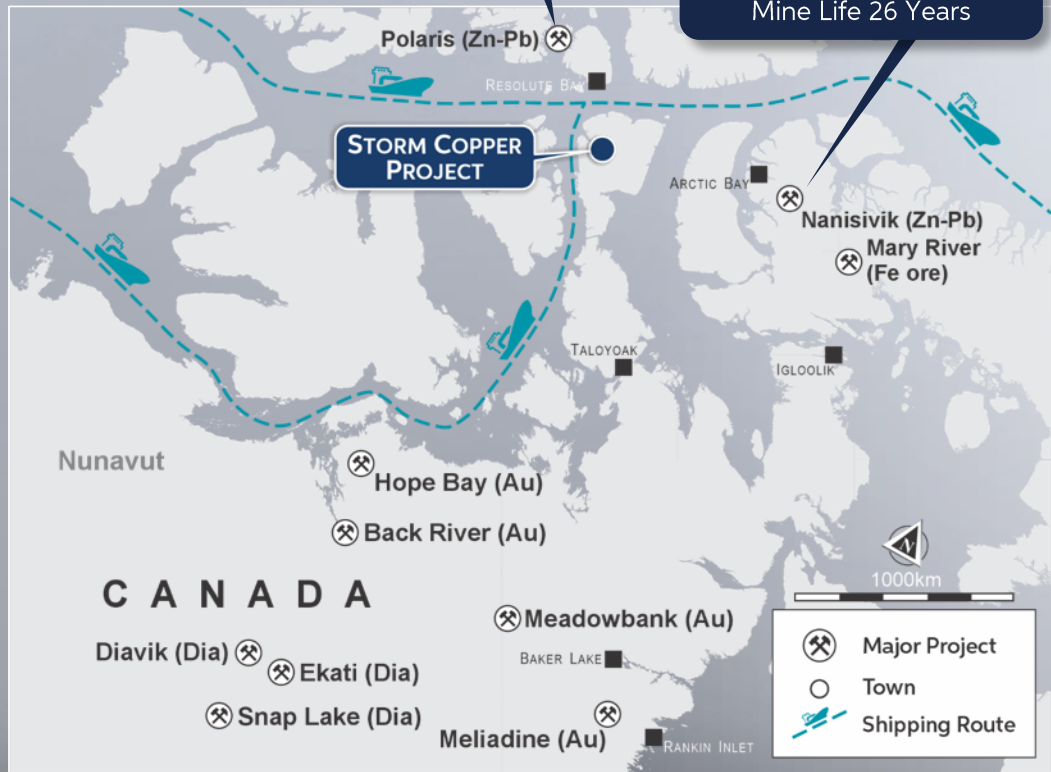 Mine Life 26 Years
Polaris (Zn-Pb)
RESOLUTE BAY
STORM COPPER
PROJECT
ARCTIC BAY
Nanisivik (Zn-Pb)
Mary River
(Fe ore)
TALOYOAK
IGLOOLIK
Nunavut
Hope Bay (Au)
Back River (Au)
N
1000km
CANADA
Meadowbank (Au)
Diavik (Dia)
BAKER LAKE
Ekati (Dia)
Snap Lake (Dia)
Meliadine (Au)
RANKIN INLET
Major Project
Town
Shipping Route